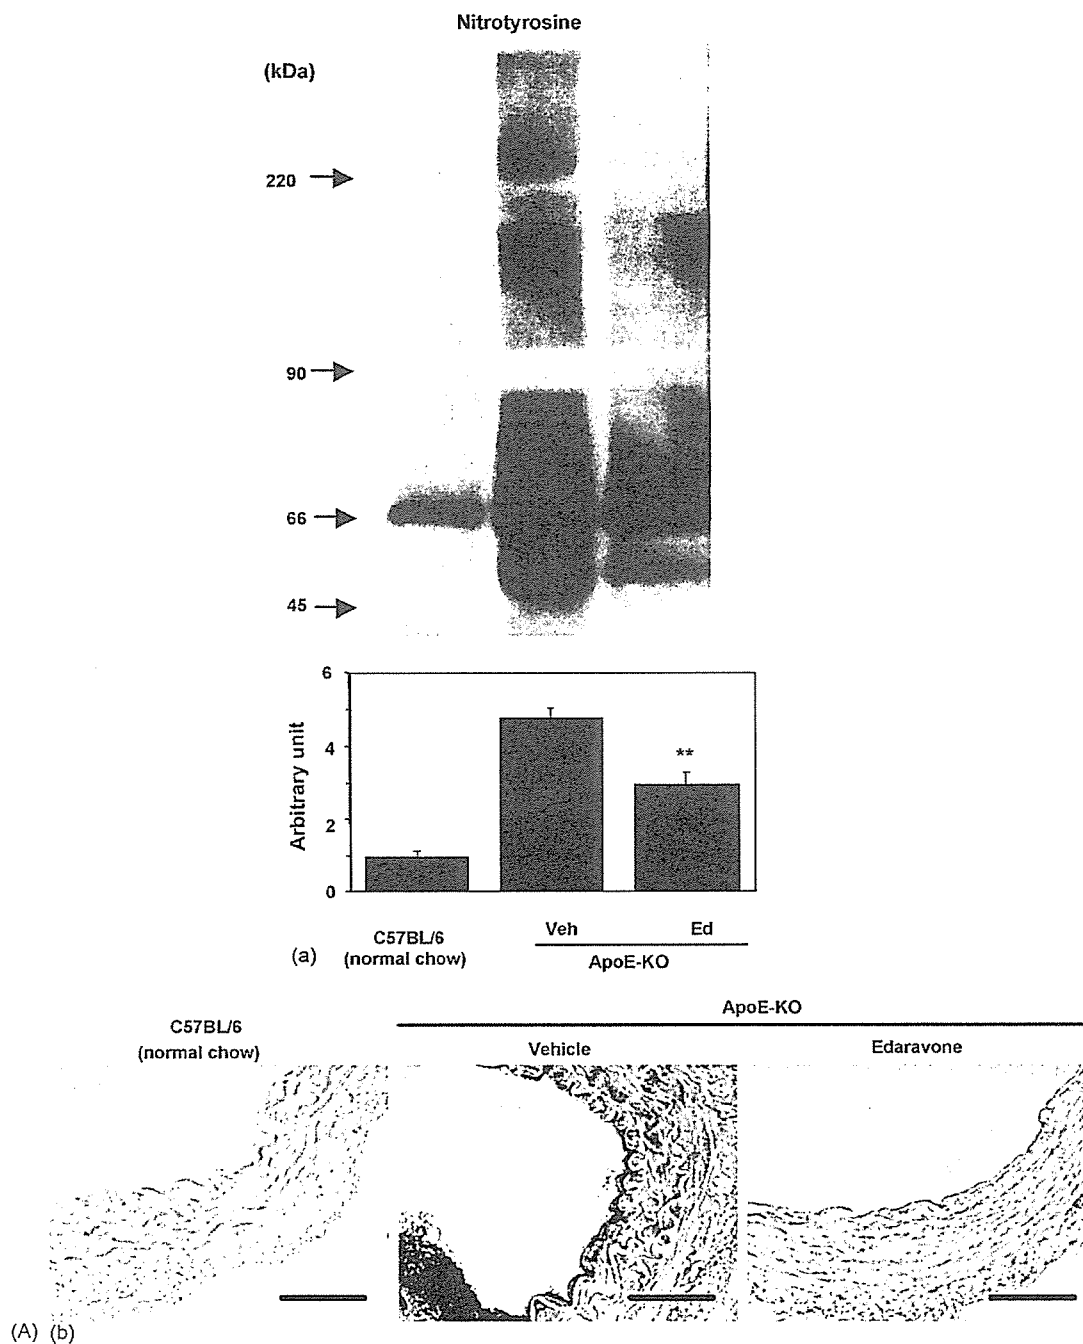 Nitrotyrosine
(kDa)
220
90
66
45
6
4
2
0
Arbitrary unit
**
C57BL/6
(normal chow)
Veh
Ed
ApoE-KO
(a)
ApoE-KO
C57BL/6
(normal chow)
Vehicle
Edaravone
(A) (b)